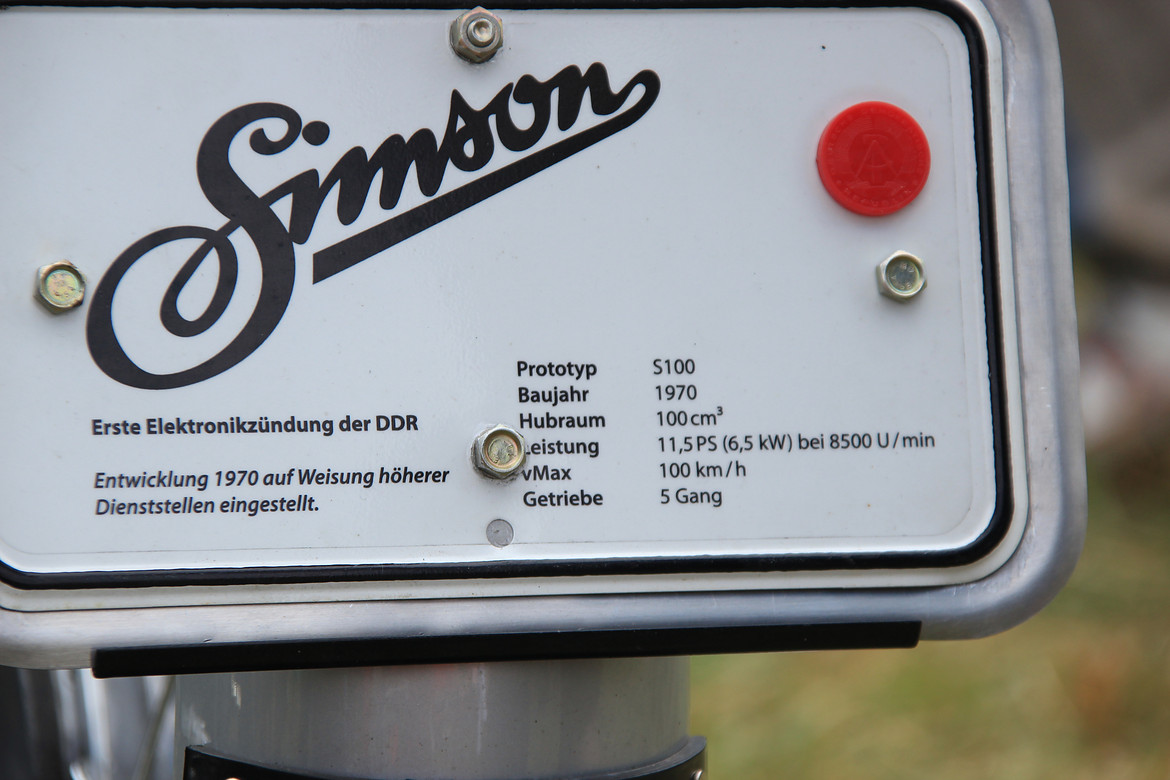 Simson
Erste Elektronikzündung der DDR
Entwicklung 1970 auf Weisung höherer
Dienststellen eingestellt.
Prototyp S100
Baujahr 1970
Hubraum 100 cm³
Leistung 11,5 PS (6,5 kW) bei 8500 U/min
vMax 100 km/h
Getriebe 5 Gang